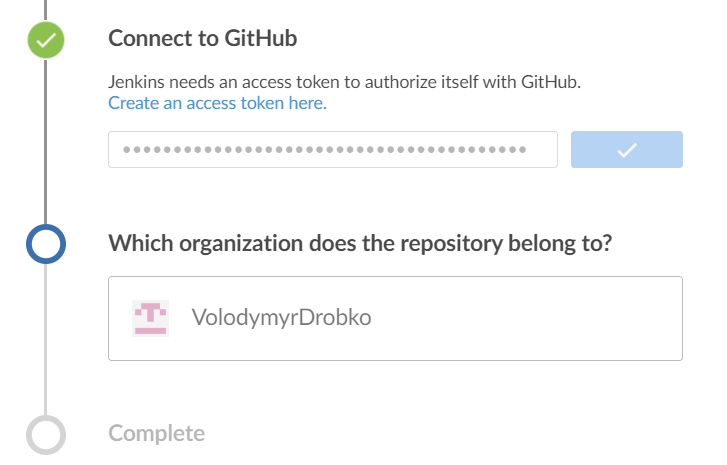 Connect to GitHub
Jenkins needs an access token to authorize itself with GitHub.
Create an access token here.
••••••••••••••••••••••••••••••••••••••••
Which organization does the repository belong to?
VolodymyrDrobko
Complete